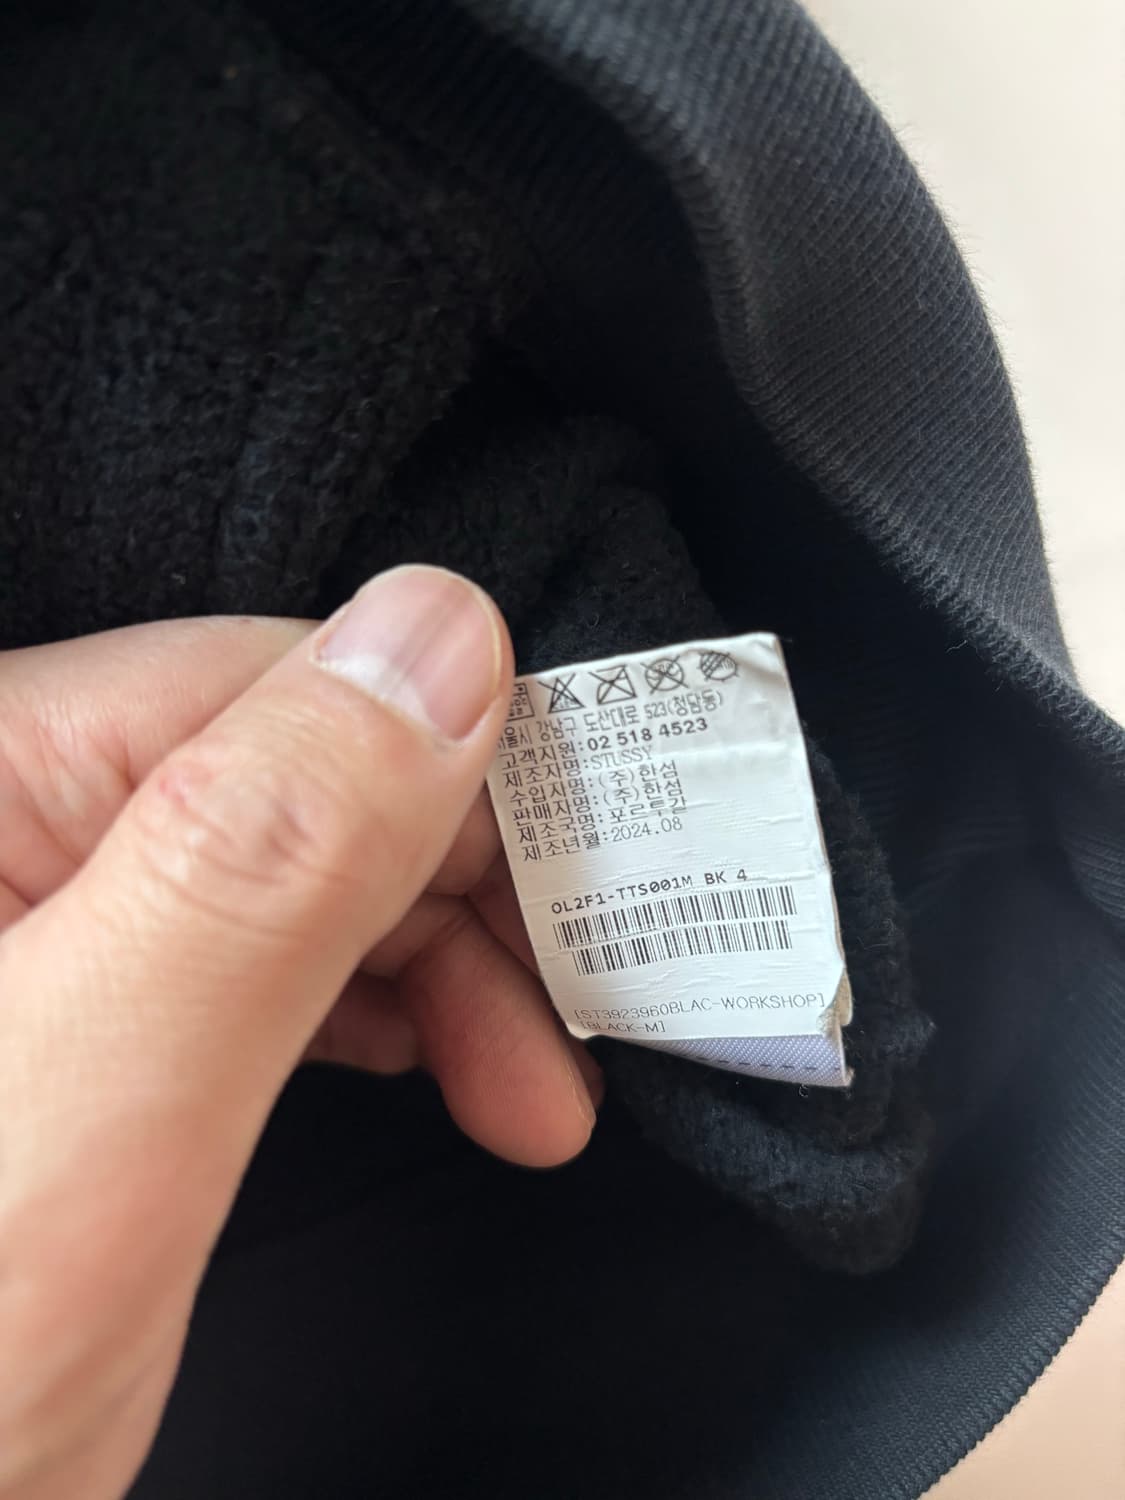 서울시 강남구 도산대로 523(청담동)
고객지원:02 518 4523
제조자명:STUSSY
수입자명:(주)한섬
판매자명:(주)한섬
제조국명:포르투갈
제조년월:2024.08
OL2F1-TTS001M BK 4
[ST3923960BLAC-WORKSHOP]
[BLACK-M]